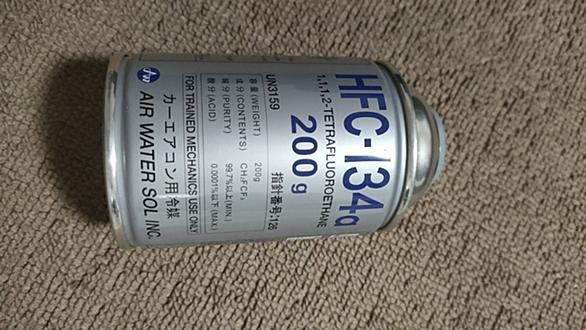 HFC-134a
1,1,1,2-TETRAFLUOROETHANE
200g
UN3159 指針番号:126
容量(WEIGHT) 200g
成分(CONTENTS) CH₂FCF₃
純分(PURITY) 99.7%以上(MIN.)
酸分(ACID) 0.0001%以下(MAX.)
FOR TRAINED MECHANICS USE ONLY
カーエアコン用冷媒
AIR WATER SOL INC.